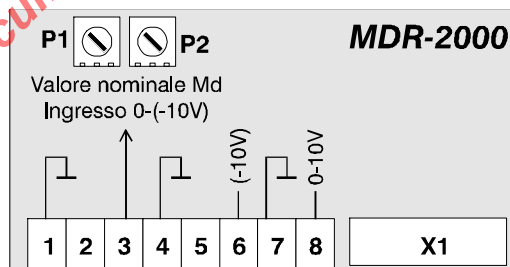 P1 P2 MDR-2000
Valore nominale Md
Ingresso 0-(-10V)
(-10V) 0-10V
1 2 3 4 5 6 7 8 X1